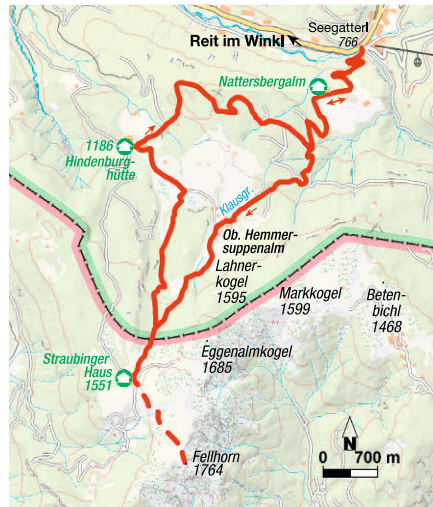 Seegatterl
766
Reit im Winkl
Nattersbergalm
1186
Hindenburg-
hütte
Klausgr.
Ob. Hemmer-
suppenalm
Lahner-
kogel
1595
Markkogel
1599
Beten-
bichl
1468
Eggenalmkogel
1685
Straubinger
Haus
1551
Fellhorn
1764
N
0 700 m